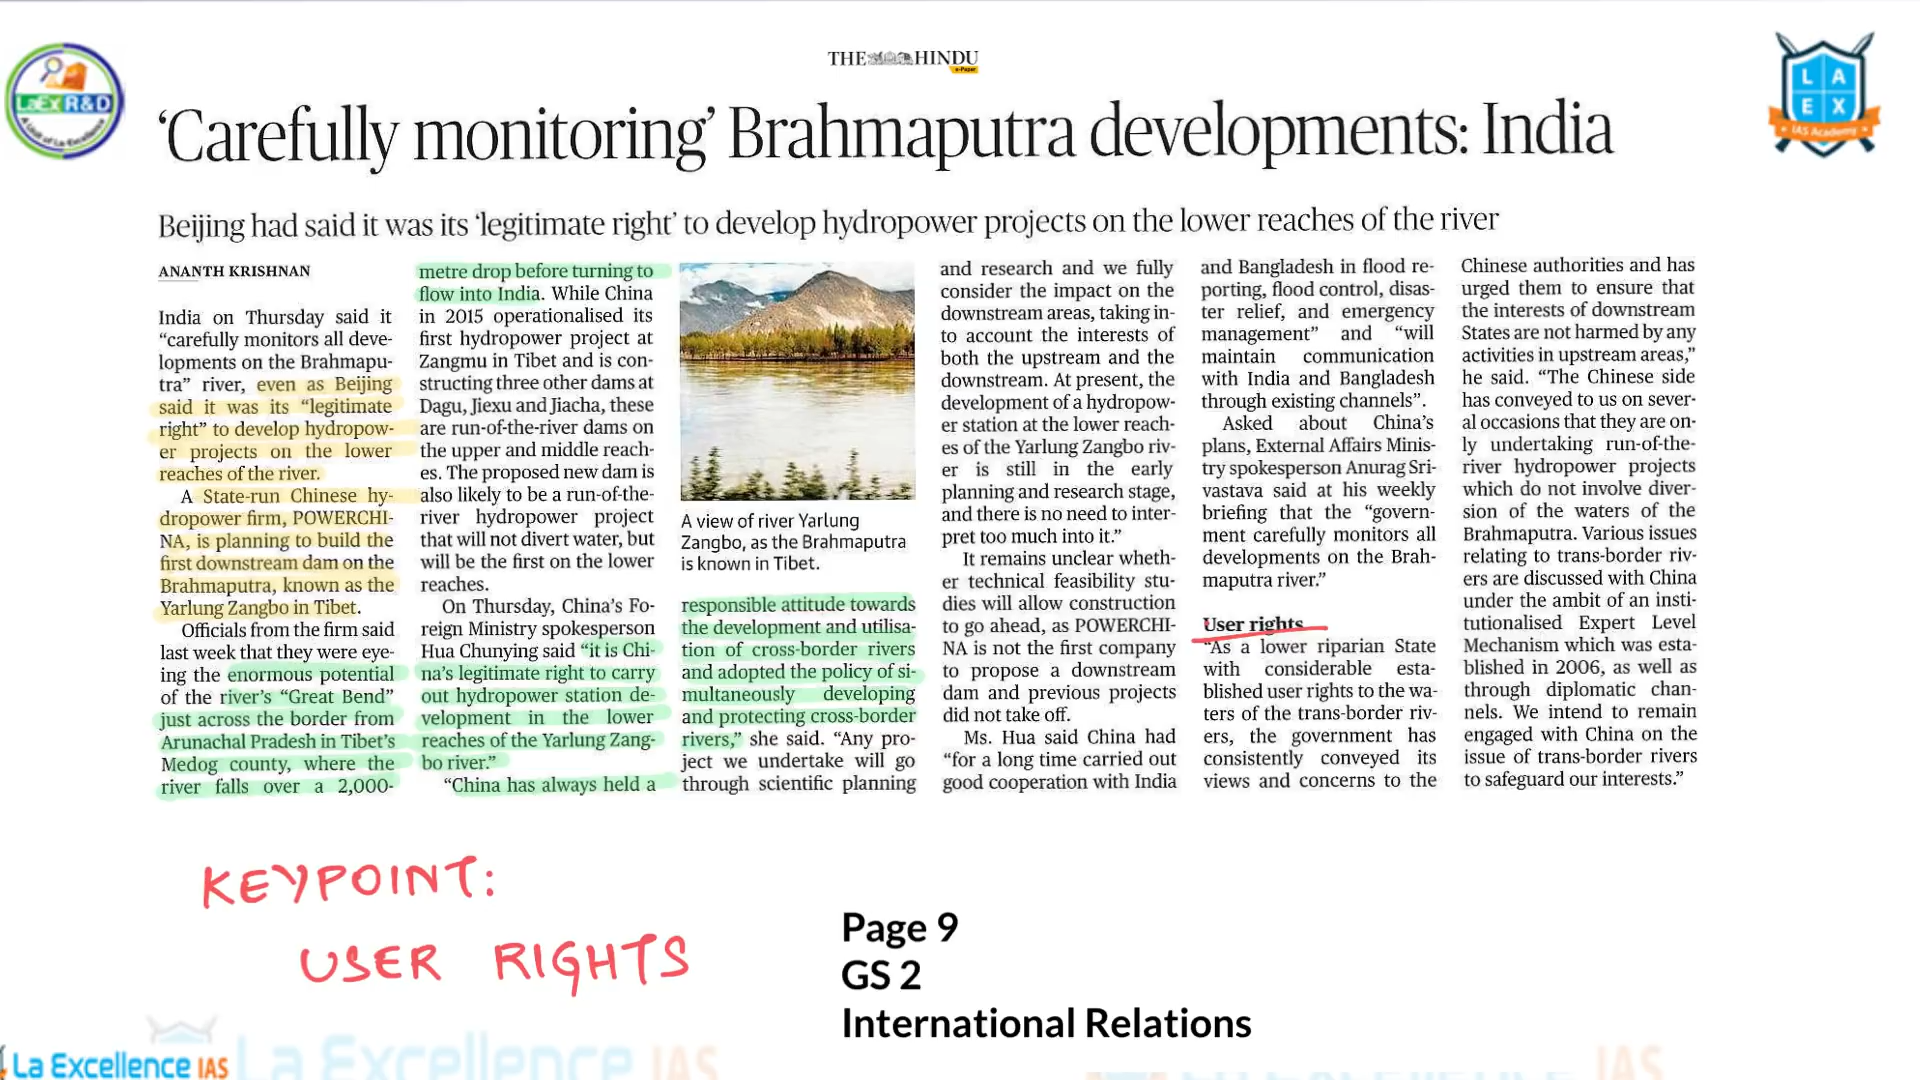 THE HINDU
e-Paper
LaEx R&D
A Unit of La Excellence
L A
E X
IAS Academy
‘Carefully monitoring’ Brahmaputra developments: India
Beijing had said it was its ‘legitimate right’ to develop hydropower projects on the lower reaches of the river
ANANTH KRISHNAN
India on Thursday said it
“carefully monitors all deve-
lopments on the Brahmapu-
tra” river, even as Beijing
said it was its “legitimate
right” to develop hydropow-
er projects on the lower
reaches of the river.
A State-run Chinese hy-
dropower firm, POWERCHI-
NA, is planning to build the
first downstream dam on the
Brahmaputra, known as the
Yarlung Zangbo in Tibet.
Officials from the firm said
last week that they were eye-
ing the enormous potential
of the river’s “Great Bend”
just across the border from
Arunachal Pradesh in Tibet’s
Medog county, where the
river falls over a 2,000-
metre drop before turning to
flow into India. While China
in 2015 operationalised its
first hydropower project at
Zangmu in Tibet and is con-
structing three other dams at
Dagu, Jiexu and Jiacha, these
are run-of-the-river dams on
the upper and middle reach-
es. The proposed new dam is
also likely to be a run-of-the-
river hydropower project
that will not divert water, but
will be the first on the lower
reaches.
On Thursday, China’s Fo-
reign Ministry spokesperson
Hua Chunying said “it is Chi-
na’s legitimate right to carry
out hydropower station de-
velopment in the lower
reaches of the Yarlung Zang-
bo river.”
“China has always held a
A view of river Yarlung
Zangbo, as the Brahmaputra
is known in Tibet.
responsible attitude towards
the development and utilisa-
tion of cross-border rivers
and adopted the policy of si-
multaneously developing
and protecting cross-border
rivers,” she said. “Any pro-
ject we undertake will go
through scientific planning
and research and we fully
consider the impact on the
downstream areas, taking in-
to account the interests of
both the upstream and the
downstream. At present, the
development of a hydropow-
er station at the lower reach-
es of the Yarlung Zangbo riv-
er is still in the early
planning and research stage,
and there is no need to inter-
pret too much into it.”
It remains unclear wheth-
er technical feasibility stu-
dies will allow construction
to go ahead, as POWERCHI-
NA is not the first company
to propose a downstream
dam and previous projects
did not take off.
Ms. Hua said China had
“for a long time carried out
good cooperation with India
and Bangladesh in flood re-
porting, flood control, disas-
ter relief, and emergency
management” and “will
maintain communication
with India and Bangladesh
through existing channels”.
Asked about China’s
plans, External Affairs Minis-
try spokesperson Anurag Sri-
vastava said at his weekly
briefing that the “govern-
ment carefully monitors all
developments on the Brah-
maputra river.”
User rights
“As a lower riparian State
with considerable esta-
blished user rights to the wa-
ters of the trans-border riv-
ers, the government has
consistently conveyed its
views and concerns to the
Chinese authorities and has
urged them to ensure that
the interests of downstream
States are not harmed by any
activities in upstream areas,”
he said. “The Chinese side
has conveyed to us on sever-
al occasions that they are on-
ly undertaking run-of-the-
river hydropower projects
which do not involve diver-
sion of the waters of the
Brahmaputra. Various issues
relating to trans-border riv-
ers are discussed with China
under the ambit of an insti-
tutionalised Expert Level
Mechanism which was esta-
blished in 2006, as well as
through diplomatic chan-
nels. We intend to remain
engaged with China on the
issue of trans-border rivers
to safeguard our interests.”
KEYPOINT:
USER RIGHTS
Page 9
GS 2
International Relations
La Excellence IAS
La Excellence IAS
IAS